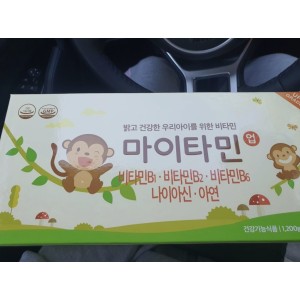 밝고 건강한 우리아이를 위한 비타민
마이타민 업
비타민B1 · 비타민B2 · 비타민B6
나이아신 · 아연
건강기능식품 (1,200g